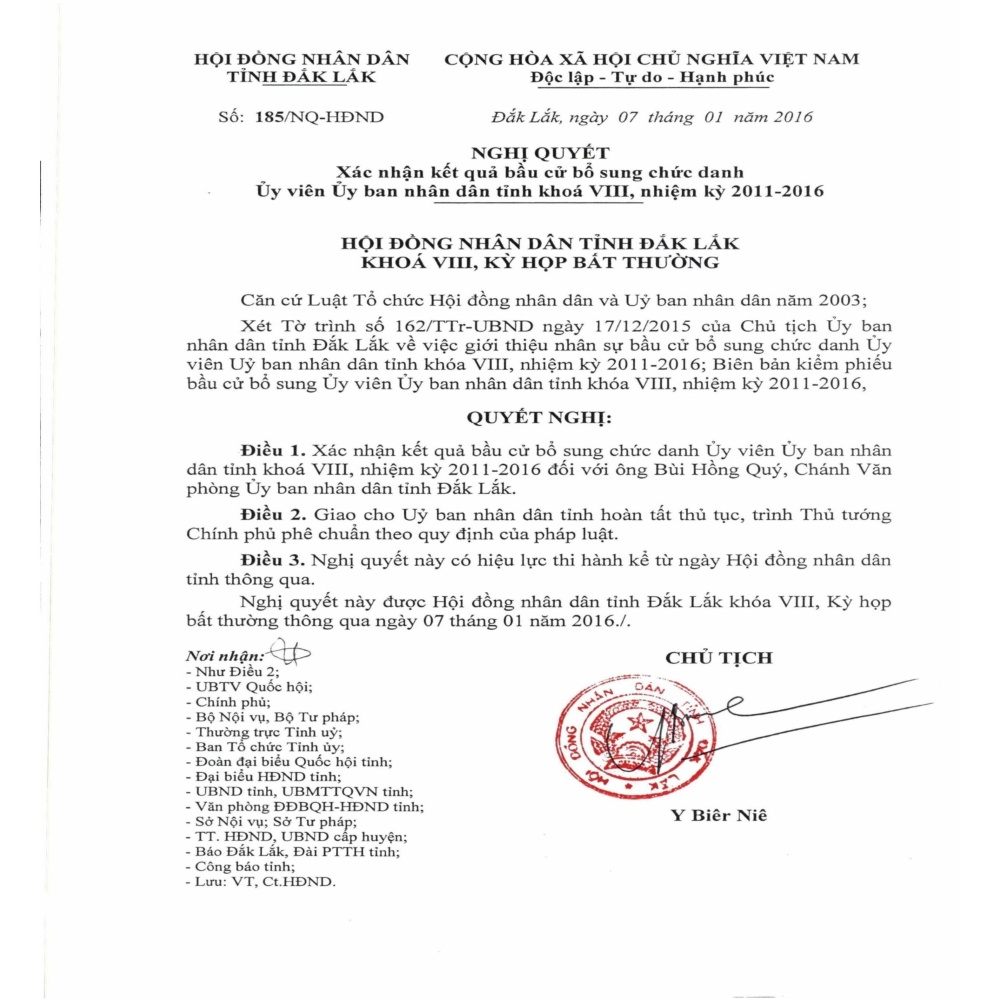 HỘI ĐỒNG NHÂN DÂN
TỈNH ĐẮK LẮK
CỘNG HÒA XÃ HỘI CHỦ NGHĨA VIỆT NAM
Độc lập - Tự do - Hạnh phúc
Số: 185/NQ-HĐND
Đắk Lắk, ngày 07 tháng 01 năm 2016
NGHỊ QUYẾT
Xác nhận kết quả bầu cử bổ sung chức danh
Ủy viên Ủy ban nhân dân tỉnh khoá VIII, nhiệm kỳ 2011-2016
HỘI ĐỒNG NHÂN DÂN TỈNH ĐẮK LẮK
KHOÁ VIII, KỲ HỌP BẤT THƯỜNG
Căn cứ Luật Tổ chức Hội đồng nhân dân và Uỷ ban nhân dân năm 2003;
Xét Tờ trình số 162/TTr-UBND ngày 17/12/2015 của Chủ tịch Ủy ban
nhân dân tỉnh Đắk Lắk về việc giới thiệu nhân sự bầu cử bổ sung chức danh Ủy
viên Uỷ ban nhân dân tỉnh khóa VIII, nhiệm kỳ 2011-2016; Biên bản kiểm phiếu
bầu cử bổ sung Ủy viên Ủy ban nhân dân tỉnh khóa VIII, nhiệm kỳ 2011-2016,
QUYẾT NGHỊ:
Điều 1. Xác nhận kết quả bầu cử bổ sung chức danh Ủy viên Ủy ban nhân
dân tỉnh khoá VIII, nhiệm kỳ 2011-2016 đối với ông Bùi Hồng Quý, Chánh Văn
phòng Ủy ban nhân dân tỉnh Đắk Lắk.
Điều 2. Giao cho Uỷ ban nhân dân tỉnh hoàn tất thủ tục, trình Thủ tướng
Chính phủ phê chuẩn theo quy định của pháp luật.
Điều 3. Nghị quyết này có hiệu lực thi hành kể từ ngày Hội đồng nhân dân
tỉnh thông qua.
Nghị quyết này được Hội đồng nhân dân tỉnh Đắk Lắk khóa VIII, Kỳ họp
bất thường thông qua ngày 07 tháng 01 năm 2016./.
Nơi nhận:
- Như Điều 2;
- UBTV Quốc hội;
- Chính phủ;
- Bộ Nội vụ, Bộ Tư pháp;
- Thường trực Tỉnh uỷ;
- Ban Tổ chức Tỉnh ủy;
- Đoàn đại biểu Quốc hội tỉnh;
- Đại biểu HĐND tỉnh;
- UBND tỉnh, UBMTTQVN tỉnh;
- Văn phòng ĐĐBQH-HĐND tỉnh;
- Sở Nội vụ; Sở Tư pháp;
- TT. HĐND, UBND cấp huyện;
- Báo Đắk Lắk, Đài PTTH tỉnh;
- Công báo tỉnh;
- Lưu: VT, Ct.HĐND.
CHỦ TỊCH
HỘI ĐỒNG NHÂN DÂN TỈNH ĐẮK LẮK
Y Biêr Niê